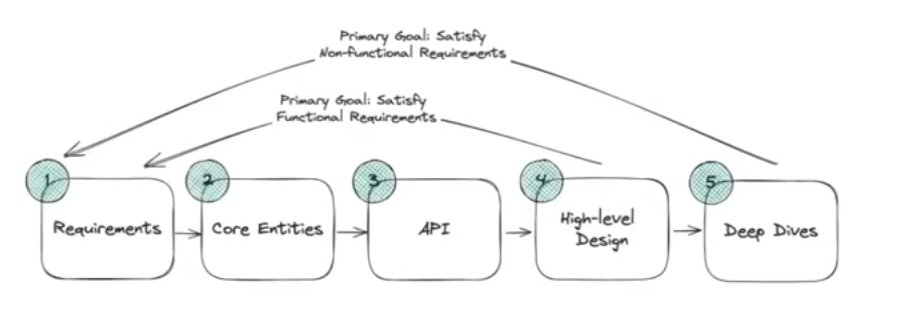 Primary Goal: Satisfy
Non-functional Requirements
Primary Goal: Satisfy
Functional Requirements
1
2
3
4
5
Requirements
Core Entities
API
High-level
Design
Deep Dives